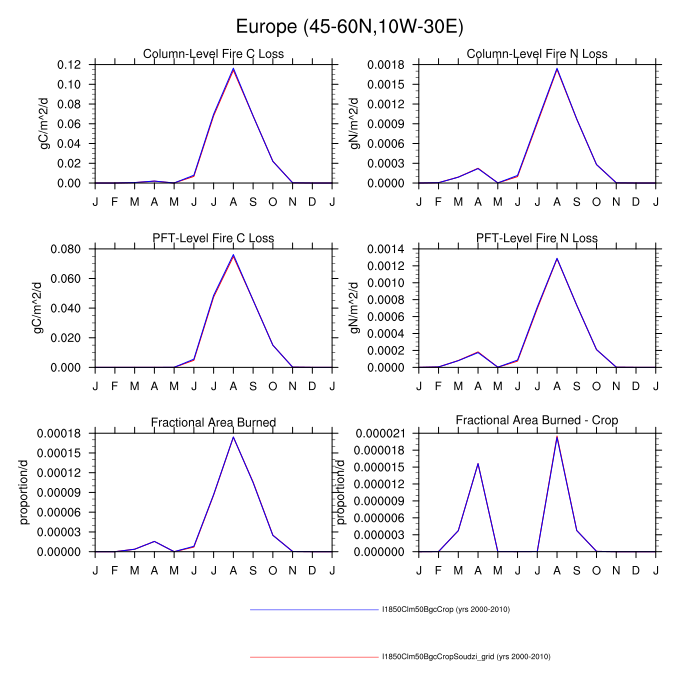 Europe (45-60N,10W-30E)
Column-Level Fire C Loss
gC/m^2/d
0.12
0.10
0.08
0.06
0.04
0.02
0.00
J F M A M J J A S O N D J
Column-Level Fire N Loss
gN/m^2/d
0.0018
0.0015
0.0012
0.0009
0.0006
0.0003
0.0000
J F M A M J J A S O N D J
PFT-Level Fire C Loss
gC/m^2/d
0.080
0.060
0.040
0.020
0.000
J F M A M J J A S O N D J
PFT-Level Fire N Loss
gN/m^2/d
0.0014
0.0012
0.0010
0.0008
0.0006
0.0004
0.0002
0.0000
J F M A M J J A S O N D J
Fractional Area Burned
proportion/d
0.00018
0.00015
0.00012
0.00009
0.00006
0.00003
0.00000
J F M A M J J A S O N D J
Fractional Area Burned - Crop
proportion/d
0.000021
0.000018
0.000015
0.000012
0.000009
0.000006
0.000003
0.000000
J F M A M J J A S O N D J
I1850Clm50BgcCrop (yrs 2000-2010)
I1850Clm50BgcCropSoudzi_grid (yrs 2000-2010)